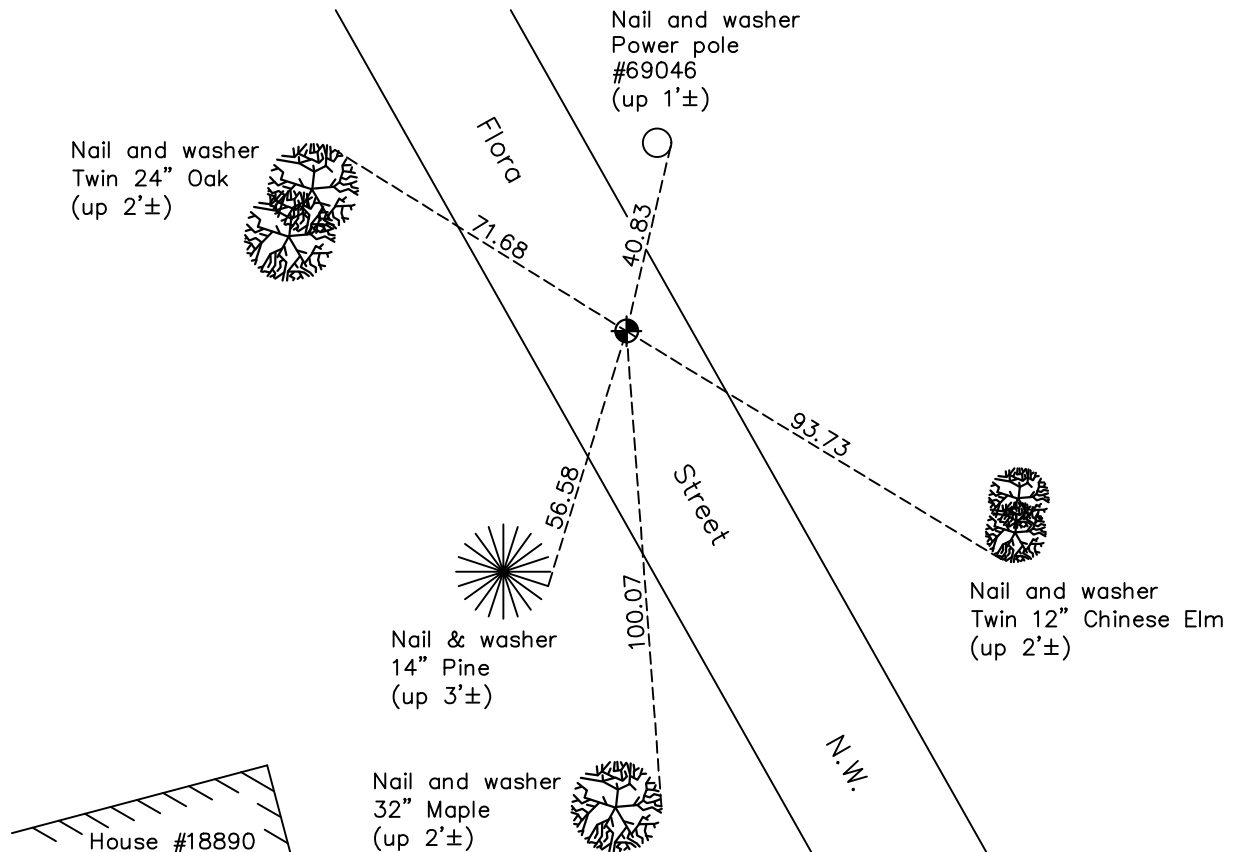 Nail and washer
Power pole
#69046
(up 1'±)
Flora
Nail and washer
Twin 24" Oak
(up 2'±)
71.68
40.83
93.73
Street
56.58
100.07
Nail and washer
Twin 12" Chinese Elm
(up 2'±)
Nail & washer
14" Pine
(up 3'±)
N.W.
Nail and washer
32" Maple
(up 2'±)
House #18890